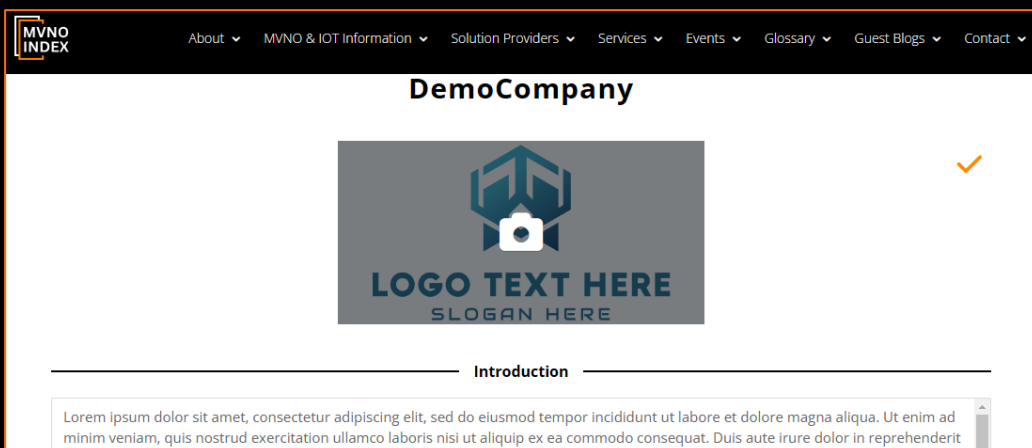 MVNO
INDEX
About MVNO & IOT Information Solution Providers Services Events Glossary Guest Blogs Contact
DemoCompany
LOGO TEXT HERE
SLOGAN HERE
Introduction
Lorem ipsum dolor sit amet, consectetur adipiscing elit, sed do eiusmod tempor incididunt ut labore et dolore magna aliqua. Ut enim ad
minim veniam, quis nostrud exercitation ullamco laboris nisi ut aliquip ex ea commodo consequat. Duis aute irure dolor in reprehenderit